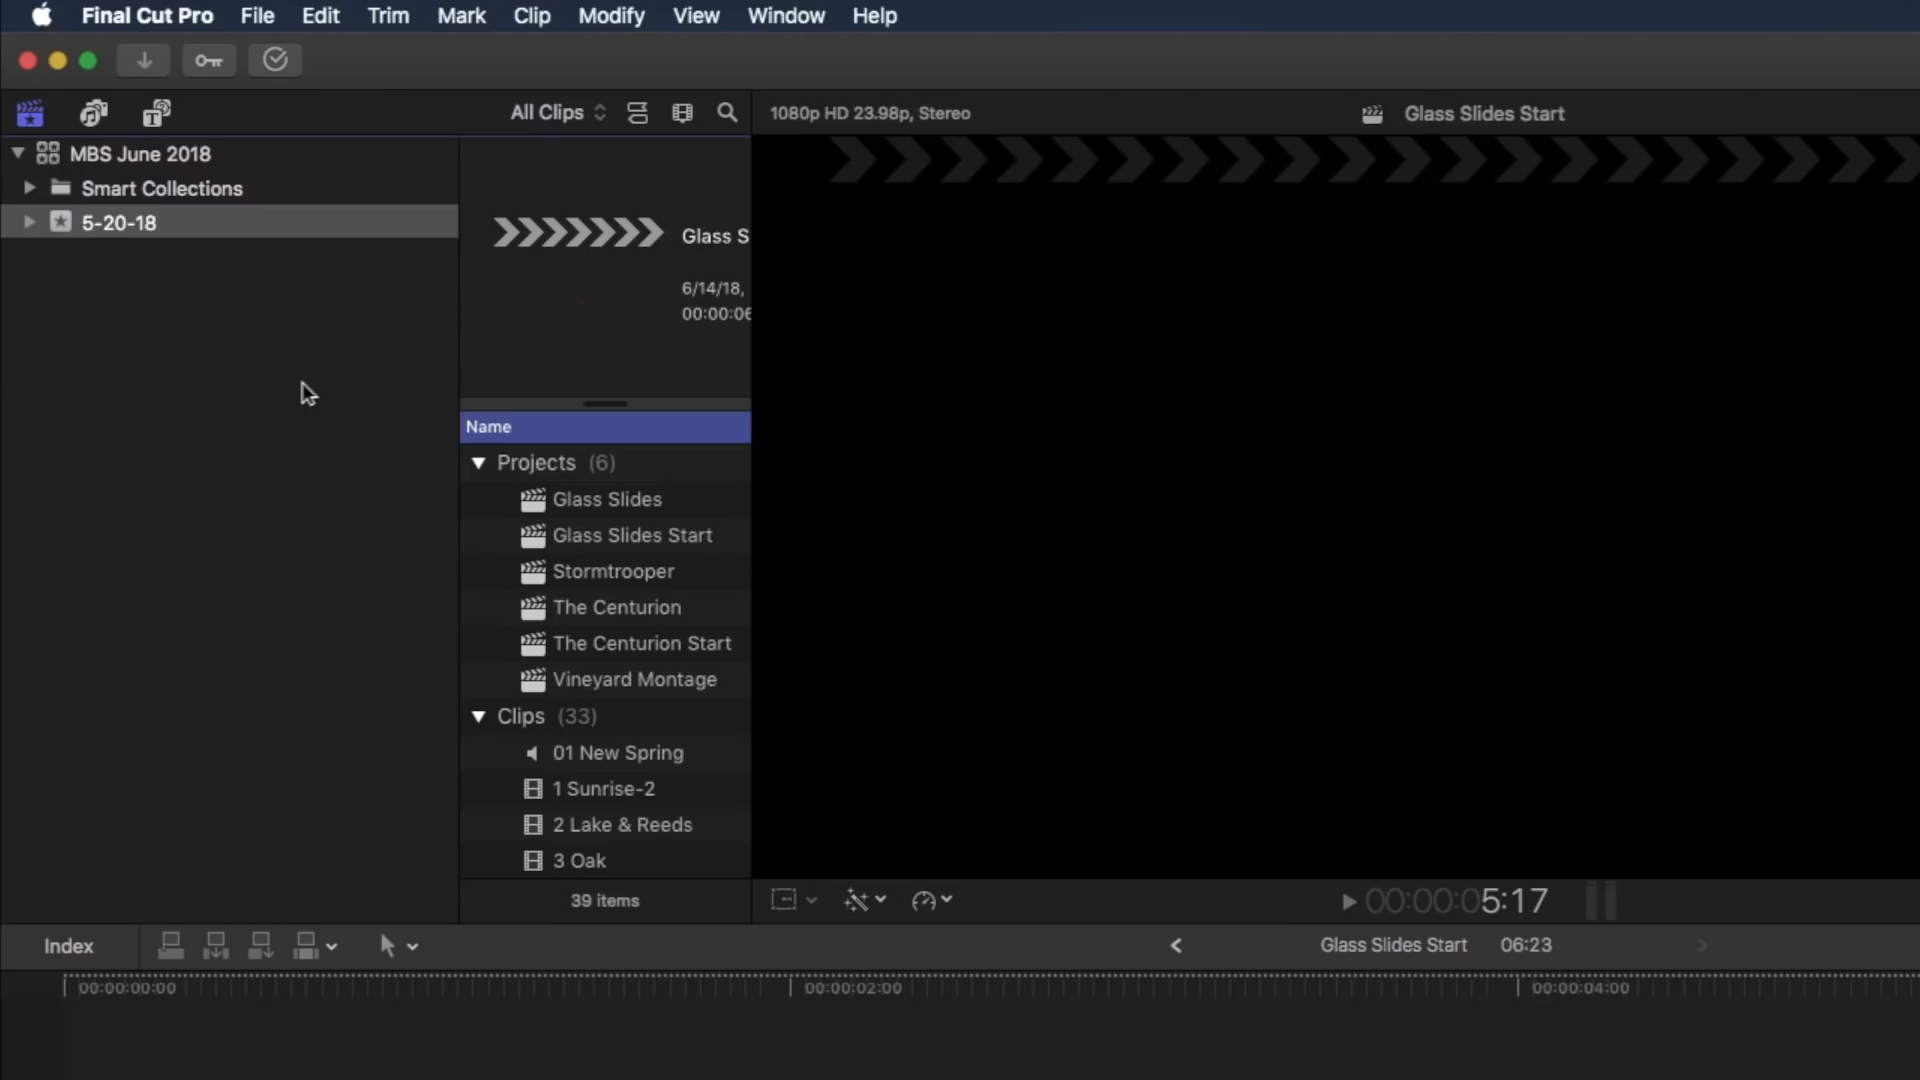 Final Cut Pro File Edit Trim Mark Clip Modify View Window Help
All Clips
1080p HD 23.98p, Stereo
Glass Slides Start
MBS June 2018
Smart Collections
5-20-18
Glass S
6/14/18,
00:00:06
Name
Projects (6)
Glass Slides
Glass Slides Start
Stormtrooper
The Centurion
The Centurion Start
Vineyard Montage
Clips (33)
01 New Spring
1 Sunrise-2
2 Lake & Reeds
3 Oak
39 items
00:00:05:17
Index
Glass Slides Start 06:23
00:00:00:00
00:00:02:00
00:00:04:00